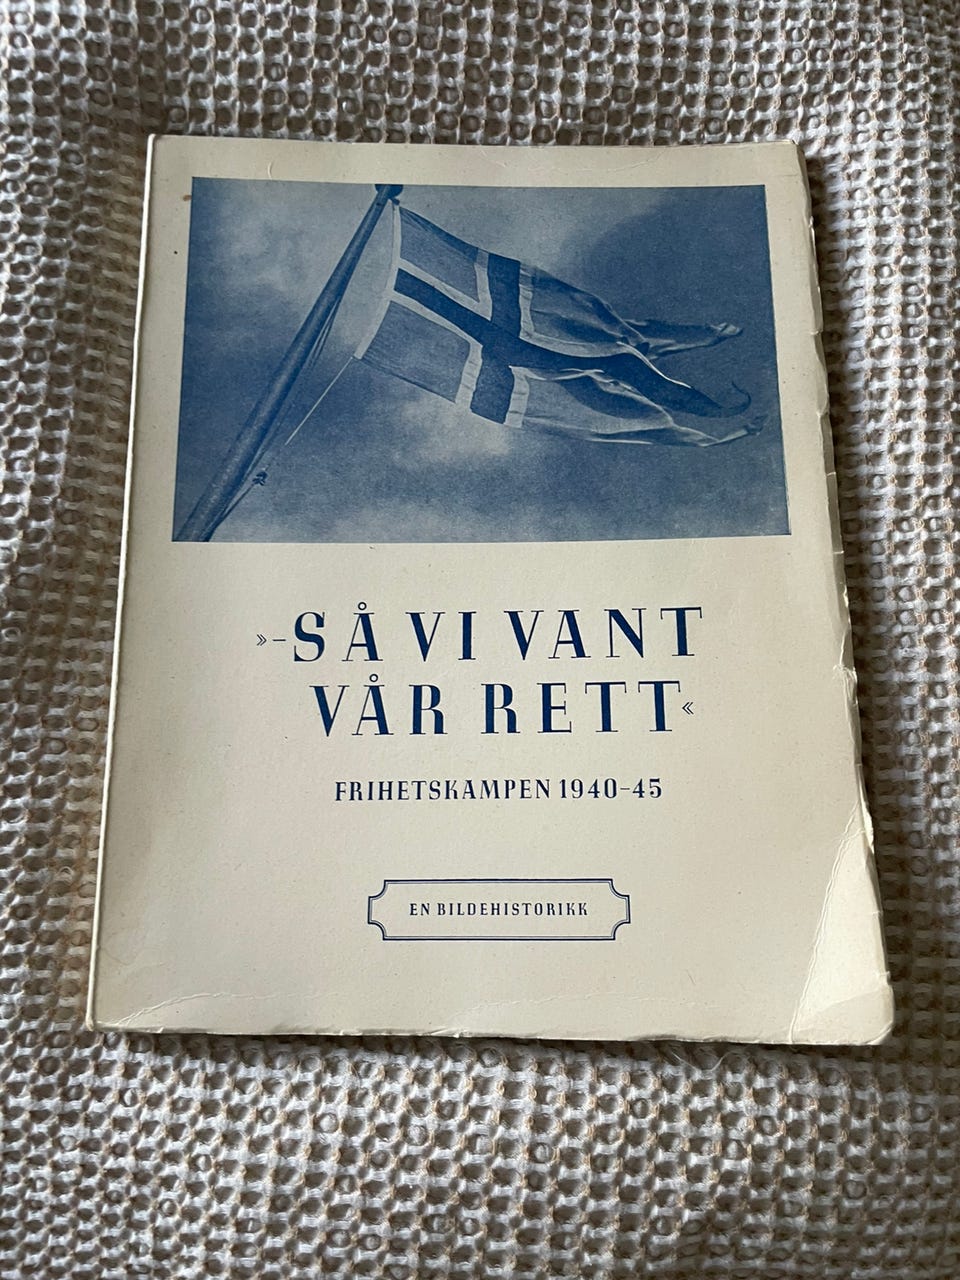 »–SÅ VI VANT
VÅR RETT«
FRIHETSKAMPEN 1940–45
EN BILDEHISTORIKK